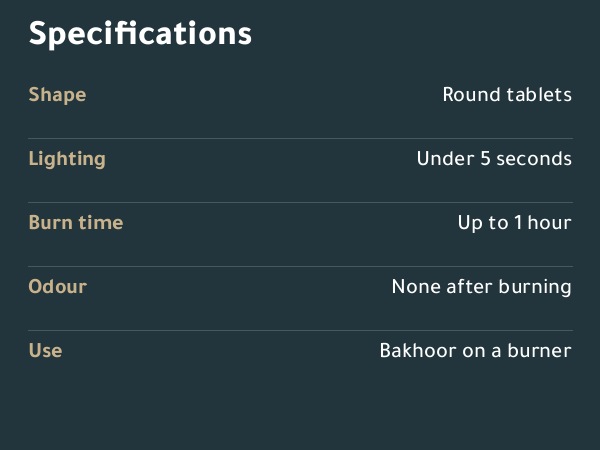 Specifications
Shape Round tablets
Lighting Under 5 seconds
Burn time Up to 1 hour
Odour None after burning
Use Bakhoor on a burner